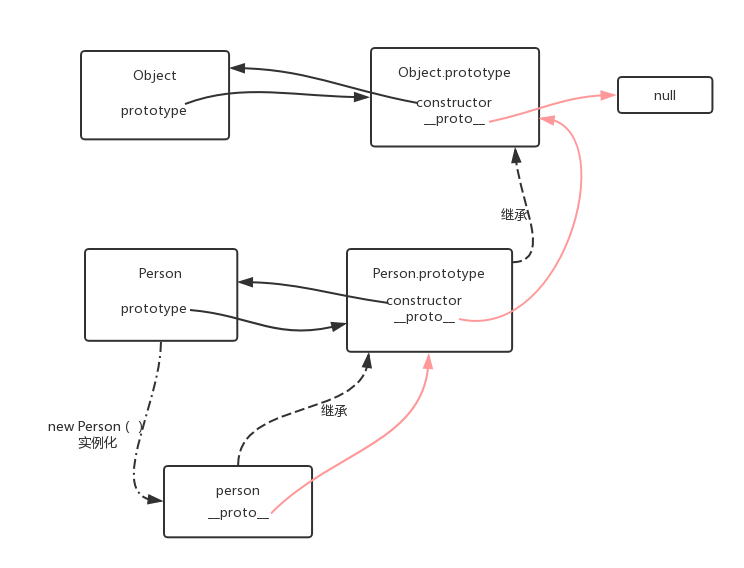 Object
prototype
Object.prototype
constructor
__proto__
null
继承
Person
prototype
Person.prototype
constructor
__proto__
继承
new Person（ ）
实例化
person
__proto__